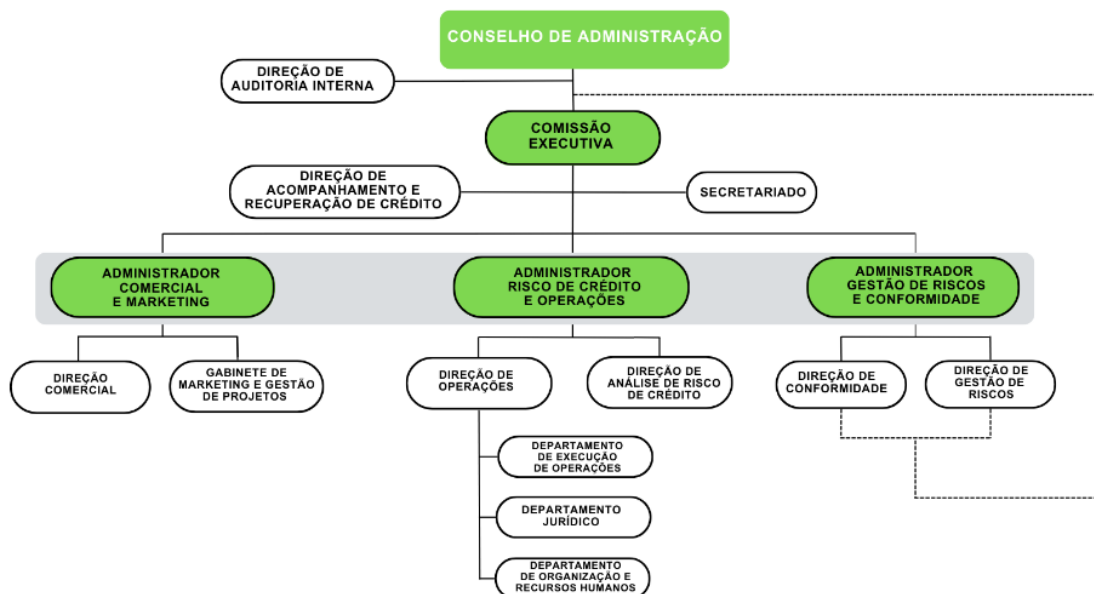 CONSELHO DE ADMINISTRAÇÃO
DIREÇÃO DE
AUDITORIA INTERNA
COMISSÃO
EXECUTIVA
DIREÇÃO DE
ACOMPANHAMENTO E
RECUPERAÇÃO DE CRÉDITO
SECRETARIADO
ADMINISTRADOR
COMERCIAL
E MARKETING
ADMINISTRADOR
RISCO DE CRÉDITO
E OPERAÇÕES
ADMINISTRADOR
GESTÃO DE RISCOS
E CONFORMIDADE
DIREÇÃO
COMERCIAL
GABINETE DE
MARKETING E GESTÃO
DE PROJETOS
DIREÇÃO DE
OPERAÇÕES
DIREÇÃO DE
ANÁLISE DE RISCO
DE CRÉDITO
DIREÇÃO DE
CONFORMIDADE
DIREÇÃO DE
GESTÃO DE
RISCOS
DEPARTAMENTO
DE EXECUÇÃO
DE OPERAÇÕES
DEPARTAMENTO
JURÍDICO
DEPARTAMENTO
DE ORGANIZAÇÃO E
RECURSOS HUMANOS